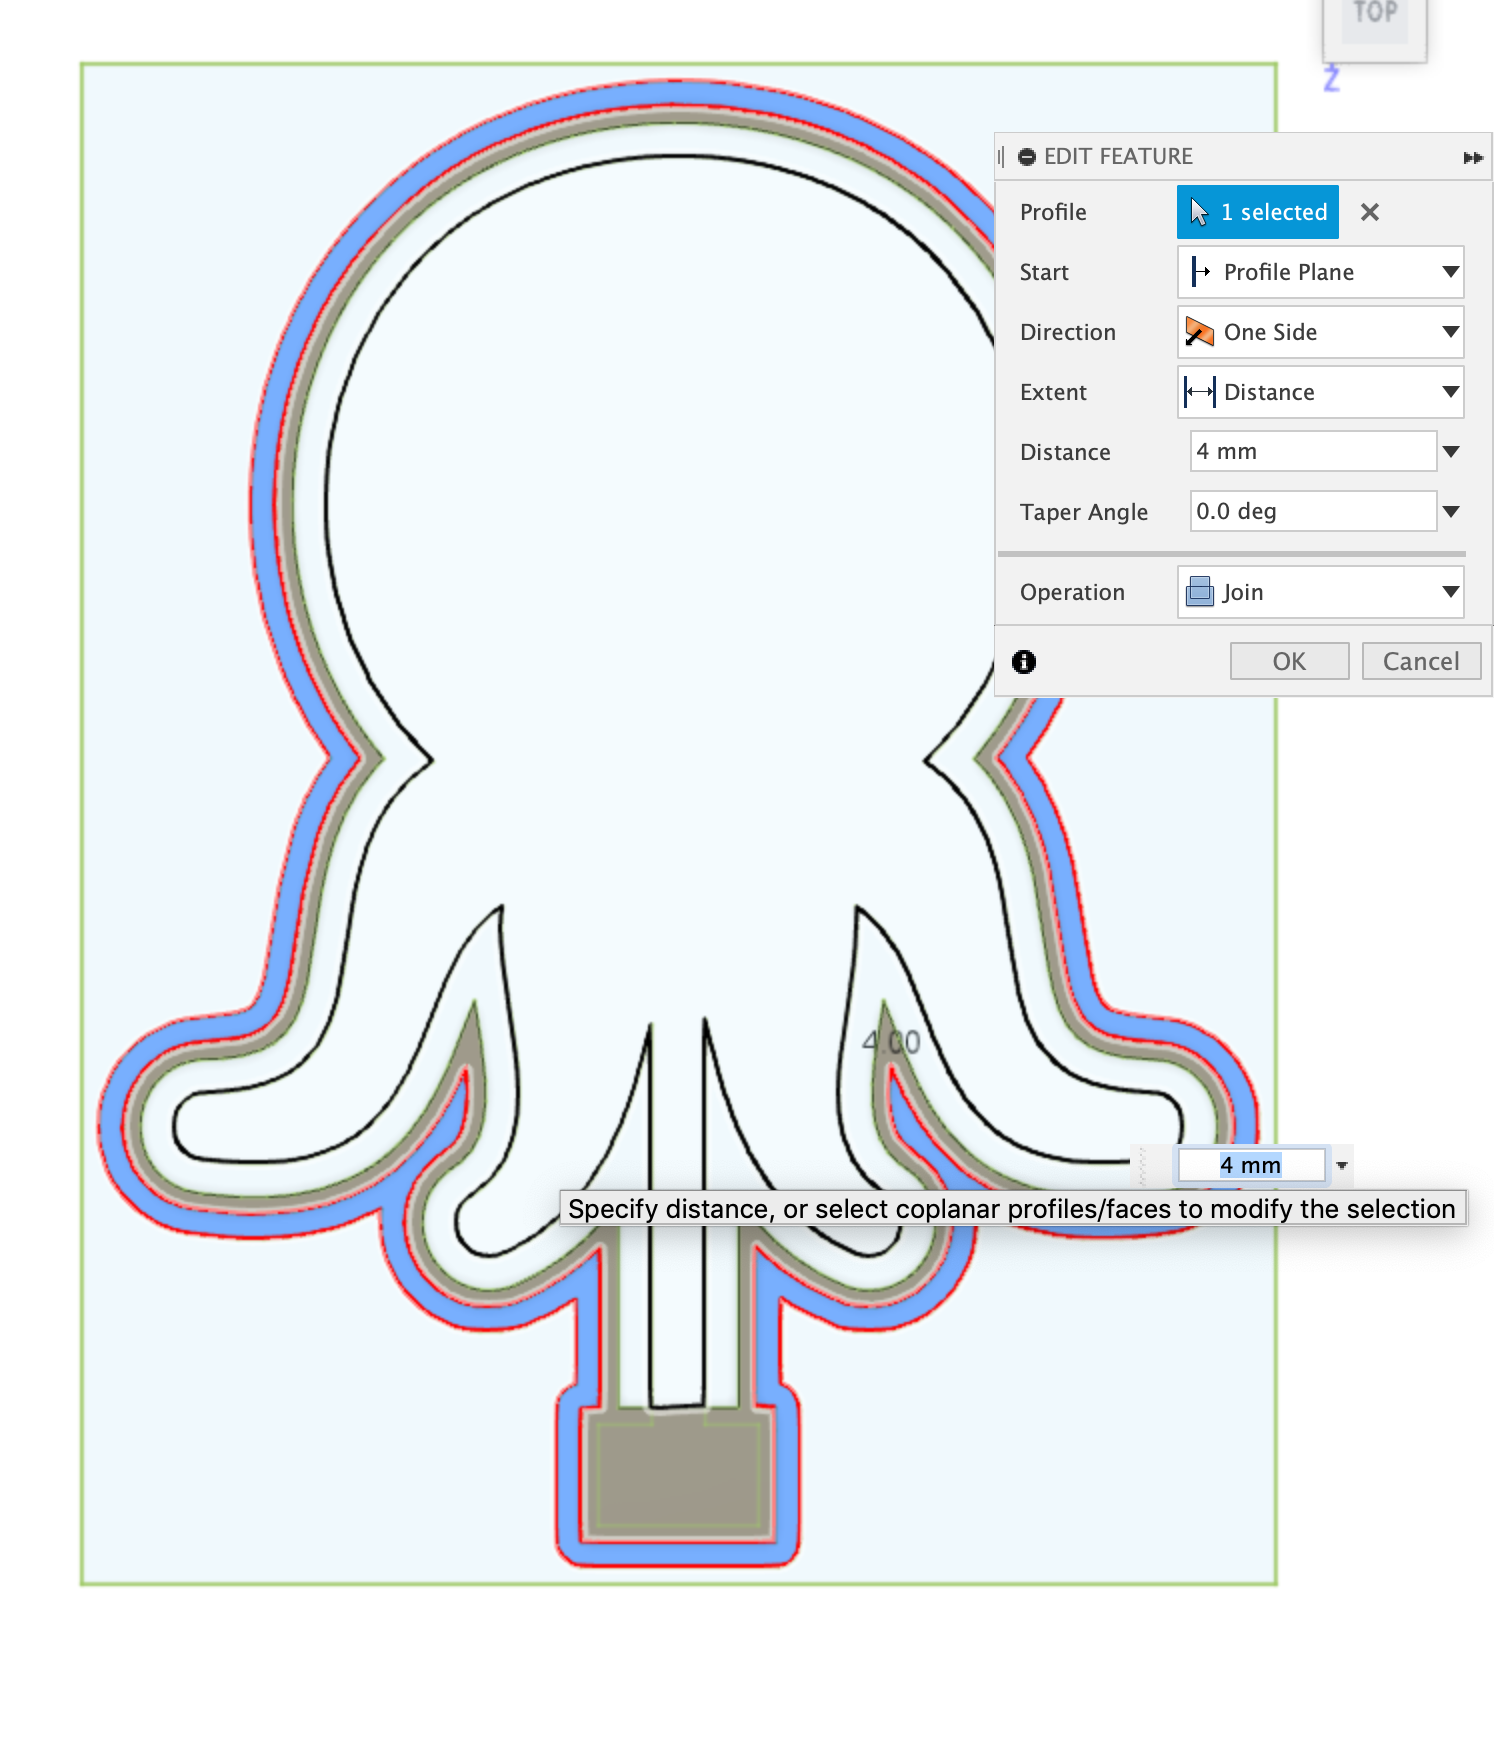 TOP
Z
EDIT FEATURE
Profile 1 selected
Start Profile Plane
Direction One Side
Extent Distance
Distance 4 mm
Taper Angle 0.0 deg
Operation Join
OK Cancel
4.00
4 mm
Specify distance, or select coplanar profiles/faces to modify the selection